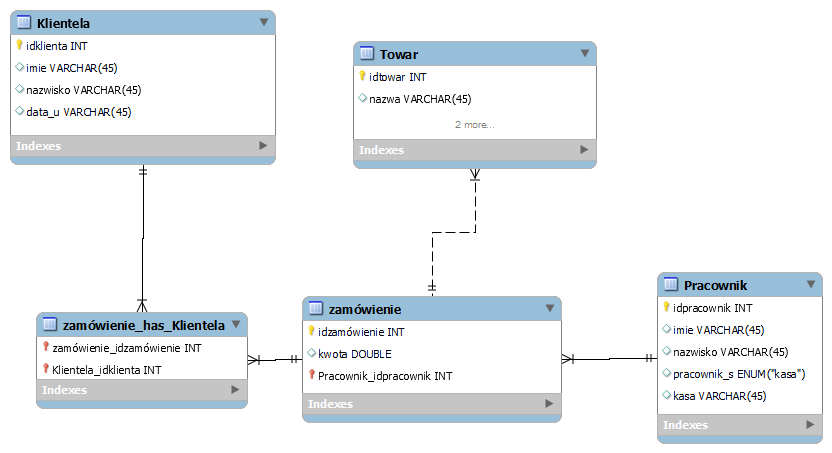 Klientela
idklienta INT
imie VARCHAR(45)
nazwisko VARCHAR(45)
data_u VARCHAR(45)
Indexes
Towar
idtowar INT
nazwa VARCHAR(45)
2 more...
Indexes
zamówienie_has_Klientela
zamówienie_idzamówienie INT
Klientela_idklienta INT
Indexes
zamówienie
idzamówienie INT
kwota DOUBLE
Pracownik_idpracownik INT
Indexes
Pracownik
idpracownik INT
imie VARCHAR(45)
nazwisko VARCHAR(45)
pracownik_s ENUM("kasa")
kasa VARCHAR(45)
Indexes